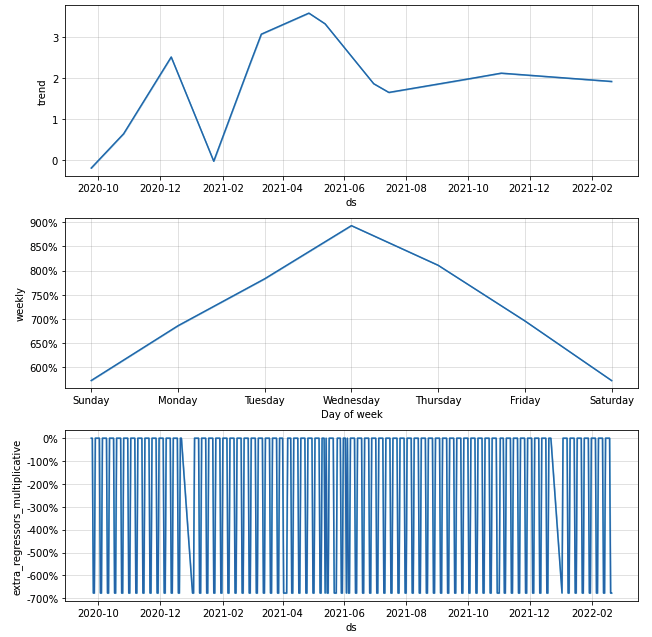 3
2
1
0
trend
2020-10 2020-12 2021-02 2021-04 2021-06 2021-08 2021-10 2021-12 2022-02
ds
900%
850%
800%
750%
700%
650%
600%
weekly
Sunday Monday Tuesday Wednesday Thursday Friday Saturday
Day of week
0%
-100%
-200%
-300%
-400%
-500%
-600%
-700%
extra_regressors_multiplicative
2020-10 2020-12 2021-02 2021-04 2021-06 2021-08 2021-10 2021-12 2022-02
ds